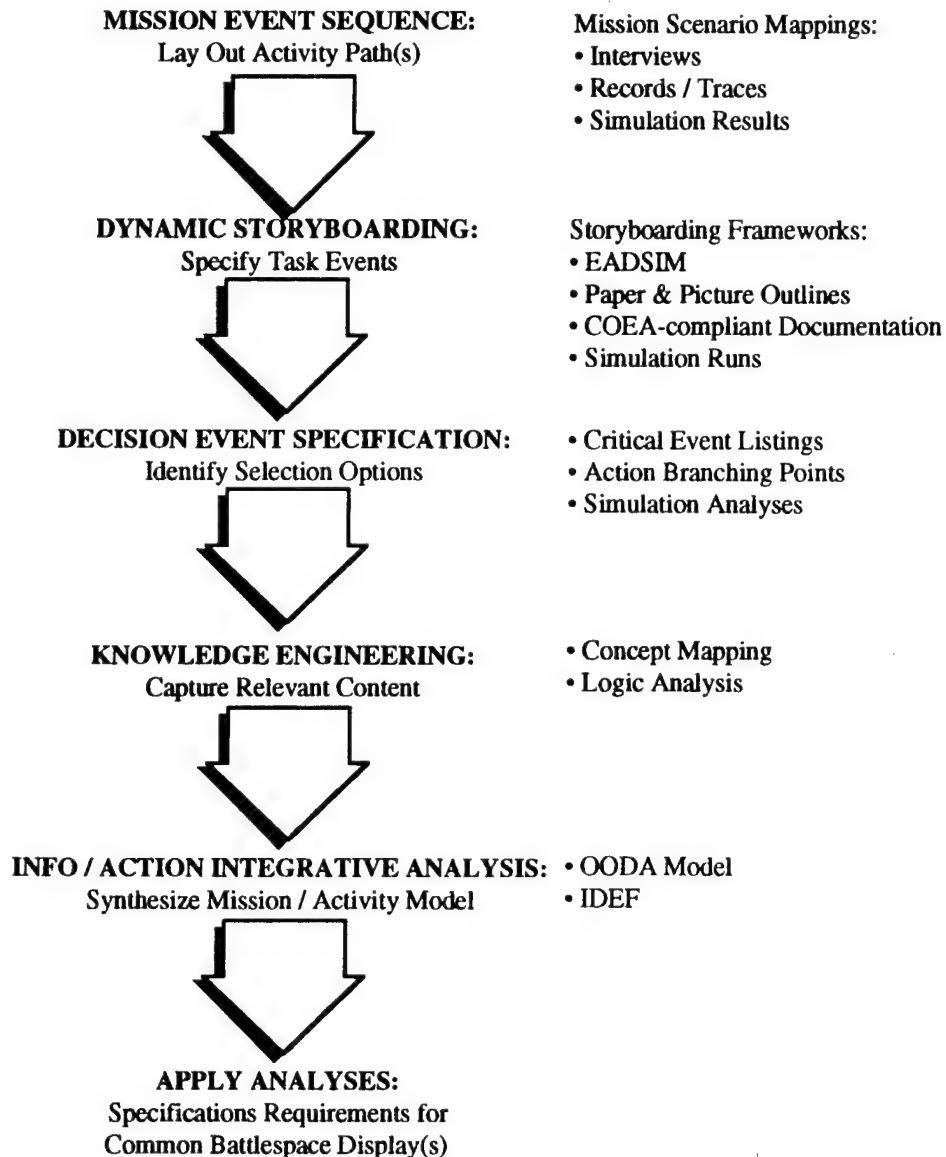 MISSION EVENT SEQUENCE:
Lay Out Activity Path(s)
Mission Scenario Mappings:
• Interviews
• Records / Traces
• Simulation Results
DYNAMIC STORYBOARDING:
Specify Task Events
Storyboarding Frameworks:
• EADSIM
• Paper & Picture Outlines
• COEA-compliant Documentation
• Simulation Runs
DECISION EVENT SPECIFICATION:
Identify Selection Options
• Critical Event Listings
• Action Branching Points
• Simulation Analyses
KNOWLEDGE ENGINEERING:
Capture Relevant Content
• Concept Mapping
• Logic Analysis
INFO / ACTION INTEGRATIVE ANALYSIS:
Synthesize Mission / Activity Model
• OODA Model
• IDEF
APPLY ANALYSES:
Specifications Requirements for
Common Battlespace Display(s)